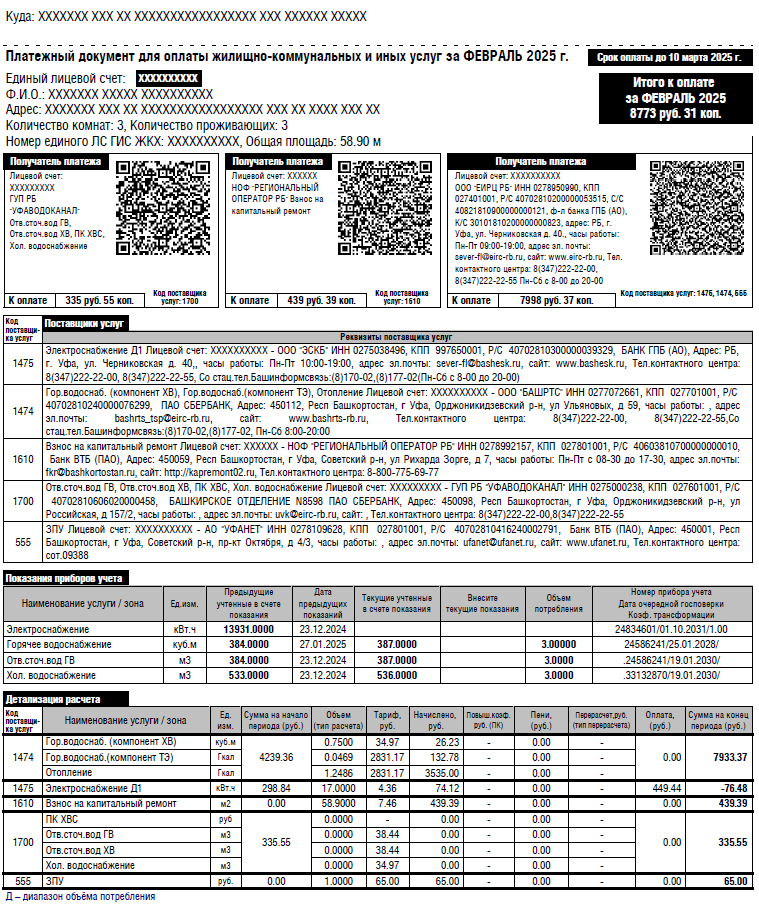 Куда: XXXXXXX XXX XX XXXXXXXXXXXXXXXXX XXX XXXXXX XXXXX
Платежный документ для оплаты жилищно-коммунальных и иных услуг за ФЕВРАЛЬ 2025 г.
Срок оплаты до 10 марта 2025 г.
Единый лицевой счет: XXXXXXXXXX
Ф.И.О.: XXXXXXX XXXXX XXXXXXXXXX
Адрес: XXXXXXX XXX XX XXXXXXXXXXXXXXXXX XXX XX XXXX XXX XX
Количество комнат: 3, Количество проживающих: 3
Номер единого ЛС ГИС ЖКХ: XXXXXXXXXX, Общая площадь: 58.90 м
Итого к оплате
за ФЕВРАЛЬ 2025
8773 руб. 31 коп.
Получатель платежа
Лицевой счет:
XXXXXXXXX
ГУП РБ
"УФАВОДОКАНАЛ"
Отв.сточ.вод ГВ,
Отв.сточ.вод ХВ, ПК ХВС,
Хол. водоснабжение
К оплате 335 руб. 55 коп.
Код поставщика
услуг: 1700
Получатель платежа
Лицевой счет: XXXXXX
НОФ "РЕГИОНАЛЬНЫЙ
ОПЕРАТОР РБ" Взнос на
капитальный ремонт
К оплате 439 руб. 39 коп.
Код поставщика
услуг: 1610
Получатель платежа
Лицевой счет: XXXXXXXXXX
ООО "ЕИРЦ РБ" ИНН 0278950990, КПП
027401001, Р/С 40702810200000053515, С/С
40821810900000000121, ф-л банка ГПБ (АО),
К/С 30101810200000000823, адрес: РБ, г.
Уфа, ул. Черниковская д. 40., часы работы:
Пн-Пт 09:00-19:00, адрес эл. почты:
sever-fl@eirc-rb.ru, сайт: www.eirc-rb.ru, Тел.
контактного центра: 8(347)222-22-00,
8(347)222-22-55 Пн-Сб с 8-00 до 20-00
К оплате 7998 руб. 37 коп.
Код поставщика услуг: 1475, 1474, 555
Код поставщи-ка услуг
Поставщики услуг
Реквизиты поставщика услуг
1475 Электроснабжение Д1 Лицевой счет: XXXXXXXXXX - ООО "ЭСКБ" ИНН 0275038496, КПП 997650001, Р/С 40702810300000039329, БАНК ГПБ (АО), Адрес: РБ,
г. Уфа, ул. Черниковская д. 40,, часы работы: Пн-Пт 10:00-19:00, адрес эл.почты: sever-fl@bashesk.ru, сайт: www.bashesk.ru, Тел.контактного центра:
8(347)222-22-00, 8(347)222-22-55, Со стац.тел.Башинформсвязь:(8)170-02,(8)177-02(Пн-Сб с 8-00 до 20-00)
1474 Гор.водоснаб. (компонент ХВ), Гор.водоснаб.(компонент ТЭ), Отопление Лицевой счет: XXXXXXXXXX - ООО "БАШРТС" ИНН 0277072661, КПП 027701001, Р/С
40702810240000076299, ПАО СБЕРБАНК, Адрес: 450112, Респ Башкортостан, г Уфа, Орджоникидзевский р-н, ул Ульяновых, д 59, часы работы: , адрес
эл.почты: bashrts_tsp@eirc-rb.ru, сайт: www.bashrts-rb.ru, Тел.контактного центра: 8(347)222-22-00, 8(347)222-22-55,Со
стац.тел.Башинформсвязь:(8)170-02,(8)177-02, Пн-Сб 8:00-20:00
1610 Взнос на капитальный ремонт Лицевой счет: XXXXXX - НОФ "РЕГИОНАЛЬНЫЙ ОПЕРАТОР РБ" ИНН 0278992157, КПП 027801001, Р/С 40603810700000000010,
Банк ВТБ (ПАО), Адрес: 450059, Респ Башкортостан, г Уфа, Советский р-н, ул Рихарда Зорге, д 7, часы работы: Пн-Пт с 08-30 до 17-30, адрес эл.почты:
fkr@bashkortostan.ru, сайт: http://kapremont02.ru, Тел.контактного центра: 8-800-775-69-77
1700 Отв.сточ.вод ГВ, Отв.сточ.вод ХВ, ПК ХВС, Хол. водоснабжение Лицевой счет: XXXXXXXXX - ГУП РБ "УФАВОДОКАНАЛ" ИНН 0275000238, КПП 027601001, Р/С
40702810606020000458, БАШКИРСКОЕ ОТДЕЛЕНИЕ N8598 ПАО СБЕРБАНК, Адрес: 450098, Респ Башкортостан, г Уфа, Орджоникидзевский р-н, ул
Российская, д 157/2, часы работы: , адрес эл.почты: uvk@eirc-rb.ru, сайт: , Тел.контактного центра: 8(347)222-22-00,8(347)222-22-55
555 ЗПУ Лицевой счет: XXXXXXXXXX - АО "УФАНЕТ" ИНН 0278109628, КПП 027801001, Р/С 40702810416240002791, Банк ВТБ (ПАО), Адрес: 450001, Респ
Башкортостан, г Уфа, Советский р-н, пр-кт Октября, д 4/3, часы работы: , адрес эл.почты: ufanet@ufanet.ru, сайт: www.ufanet.ru, Тел.контактного центра:
сот.09388
Показания приборов учета
Наименование услуги / зона Ед.изм. Предыдущие учтенные в счете показания Дата предыдущих показаний Текущие учтенные в счете показания Внесите текущие показания Объем потребления Номер прибора учета Дата очередной госповерки Коэф. трансформации
Электроснабжение кВт.ч 13931.0000 23.12.2024 24834601/01.10.2031/1.00
Горячее водоснабжение куб.м 384.0000 27.01.2025 387.0000 3.00000 24586241/25.01.2028/
Отв.сточ.вод ГВ м3 384.0000 23.12.2024 387.0000 3.0000 .24586241/19.01.2030/
Хол. водоснабжение м3 533.0000 23.12.2024 536.0000 3.0000 .33132870/19.01.2030/
Детализация расчета
Код поставщи-ка услуг Наименование услуги / зона Ед. изм. Сумма на начало периода (руб.) Объем (тип расчета) Тариф, руб. Начислено, руб. Повыш.коэф. руб. (ПК) Пени, (руб.) Перерасчет,руб. (тип перерасчета) Оплата, (руб.) Сумма на конец периода (руб.)
1474 Гор.водоснаб. (компонент ХВ) куб.м 4239.36 0.7500 34.97 26.23 - 0.00 - 0.00 7933.37
Гор.водоснаб.(компонент ТЭ) Гкал 0.0469 2831.17 132.78 - 0.00 -
Отопление Гкал 1.2486 2831.17 3535.00 - 0.00 -
1475 Электроснабжение Д1 кВт.ч 298.84 17.0000 4.36 74.12 - 0.00 - 449.44 -76.48
1610 Взнос на капитальный ремонт м2 0.00 58.9000 7.46 439.39 - 0.00 - 0.00 439.39
1700 ПК ХВС руб 335.55 0.0000 - 0.00 - 0.00 - 0.00 335.55
Отв.сточ.вод ГВ м3 0.0000 38.44 0.00 - 0.00 -
Отв.сточ.вод ХВ м3 0.0000 38.44 0.00 - 0.00 -
Хол. водоснабжение м3 0.0000 34.97 0.00 - 0.00 -
555 ЗПУ руб. 0.00 1.0000 65.00 65.00 - 0.00 - 0.00 65.00
Д – диапазон объёма потребления